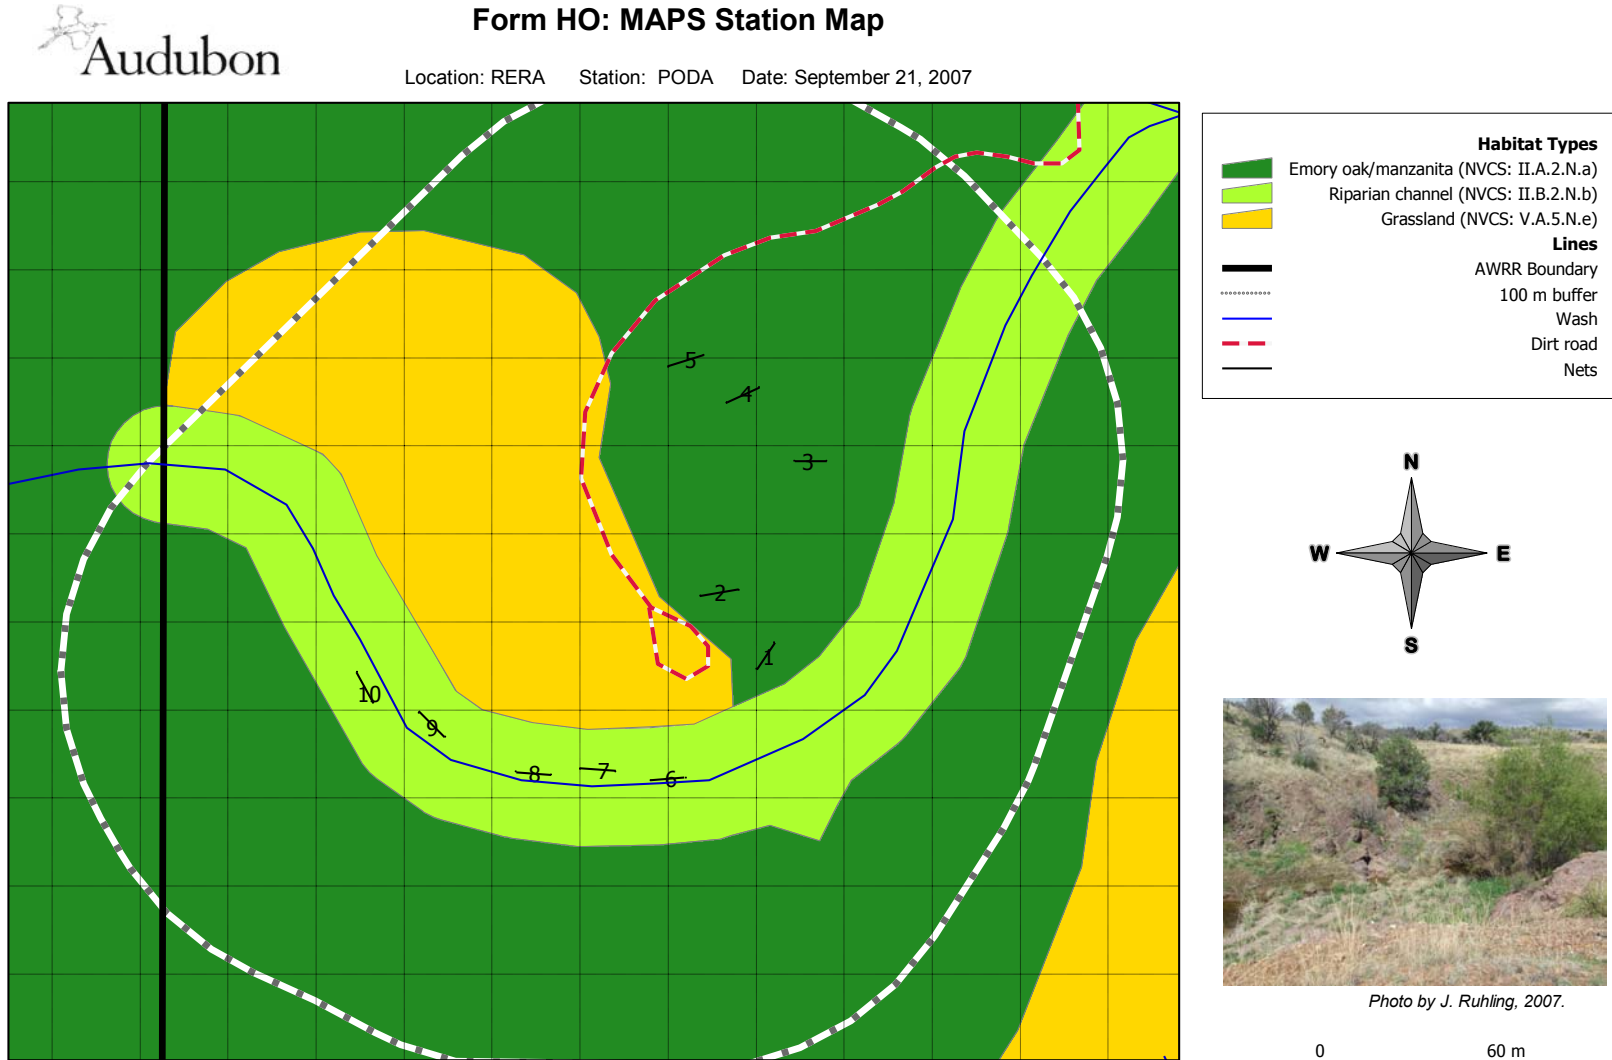 Audubon
Form HO: MAPS Station Map
Location: RERA Station: PODA Date: September 21, 2007
Habitat Types
Emory oak/manzanita (NVCS: II.A.2.N.a)
Riparian channel (NVCS: II.B.2.N.b)
Grassland (NVCS: V.A.5.N.e)
Lines
AWRR Boundary
100 m buffer
Wash
Dirt road
Nets
5
4
3
2
1
10
9
8
7
6
N
W
E
S
Photo by J. Ruhling, 2007.
0 60 m